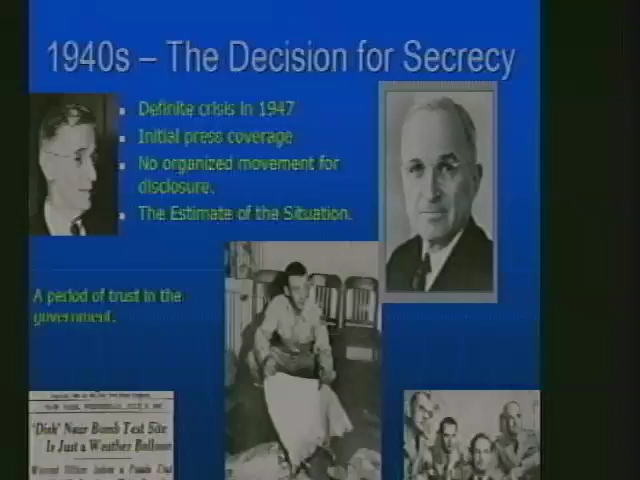 1940s – The Decision for Secrecy
Definite crisis in 1947
Initial press coverage
No organized movement for
disclosure.
The Estimate of the Situation.
A period of trust in the
government.
'Disk' Near Bomb Test Site
Is Just a Weather Balloon